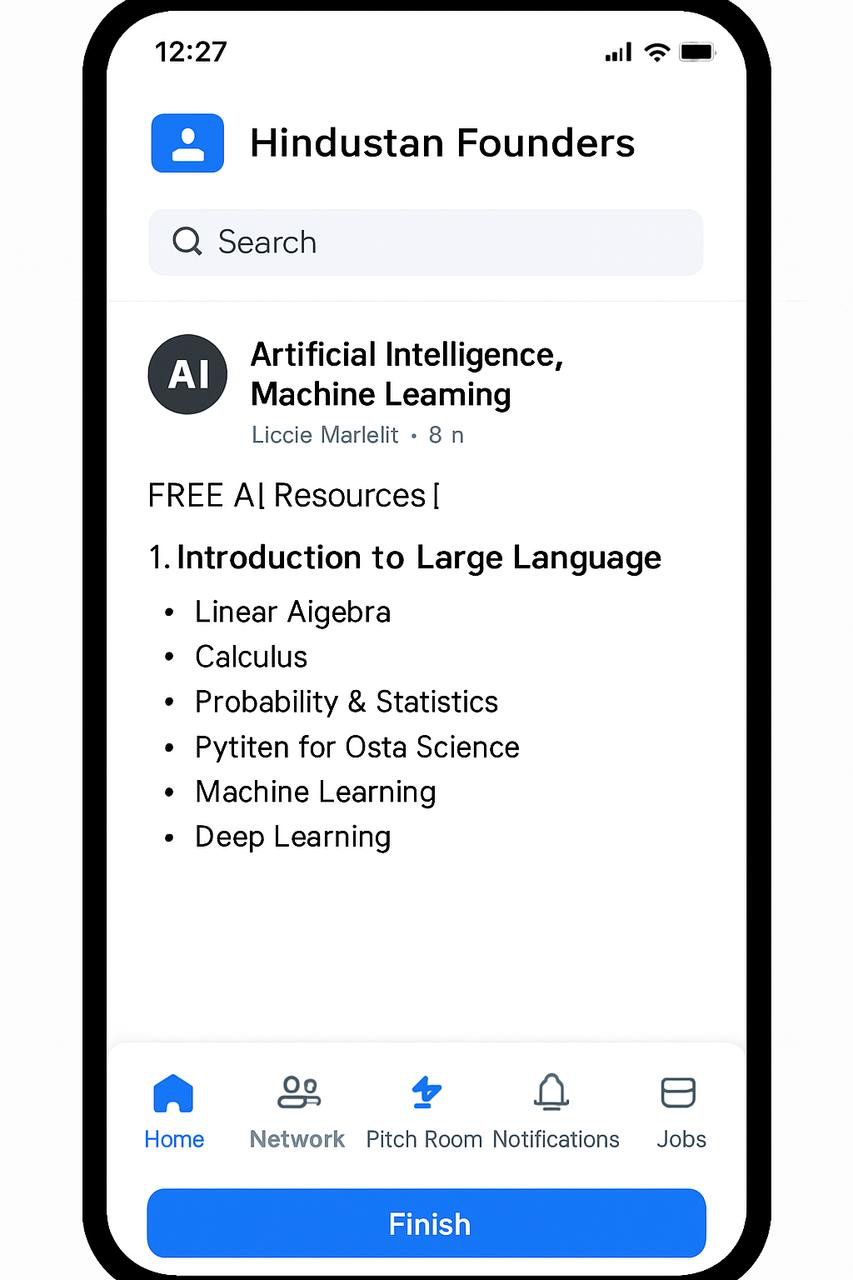 12:27
Hindustan Founders
Search
AI
Artificial Intelligence,
Machine Leaming
Liccie Marlelit • 8 n
FREE A[ Resources [
1. Introduction to Large Language
• Linear Aigebra
• Calculus
• Probability & Statistics
• Pytiten for Osta Science
• Machine Learning
• Deep Learning
Home Network Pitch Room Notifications Jobs
Finish